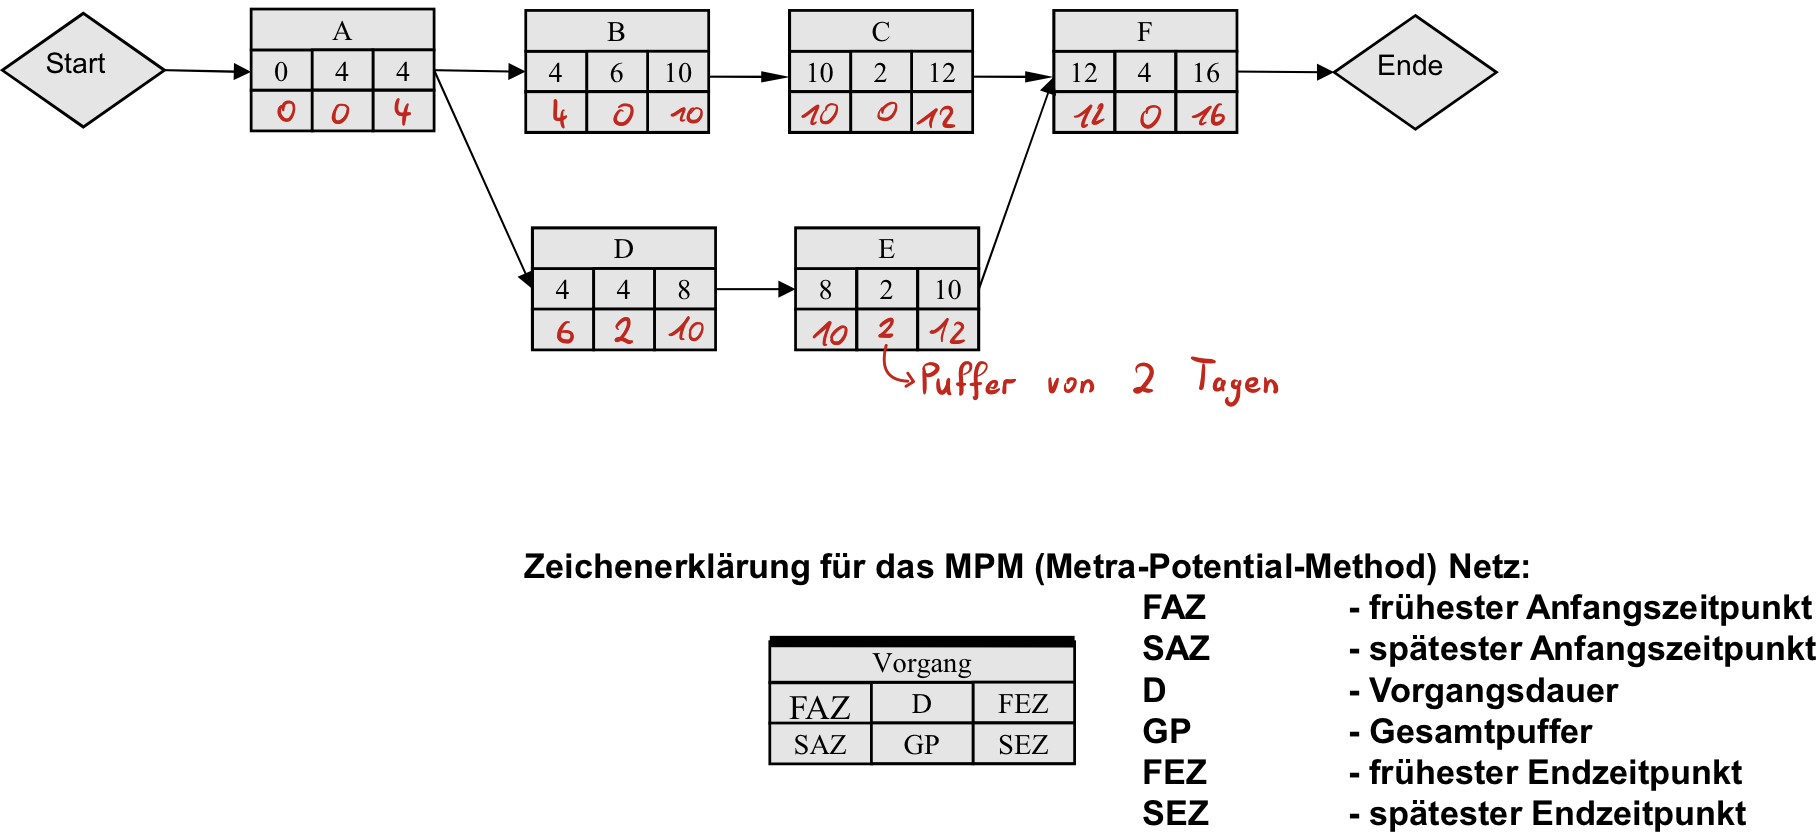 Start
A
0 4 4
0 0 4
B
4 6 10
4 0 10
C
10 2 12
10 0 12
F
12 4 16
12 0 16
Ende
D
4 4 8
6 2 10
E
8 2 10
10 2 12
Puffer von 2 Tagen
Zeichenerklärung für das MPM (Metra-Potential-Method) Netz:
Vorgang
FAZ D FEZ
SAZ GP SEZ
FAZ - frühester Anfangszeitpunkt
SAZ - spätester Anfangszeitpunkt
D - Vorgangsdauer
GP - Gesamtpuffer
FEZ - frühester Endzeitpunkt
SEZ - spätester Endzeitpunkt